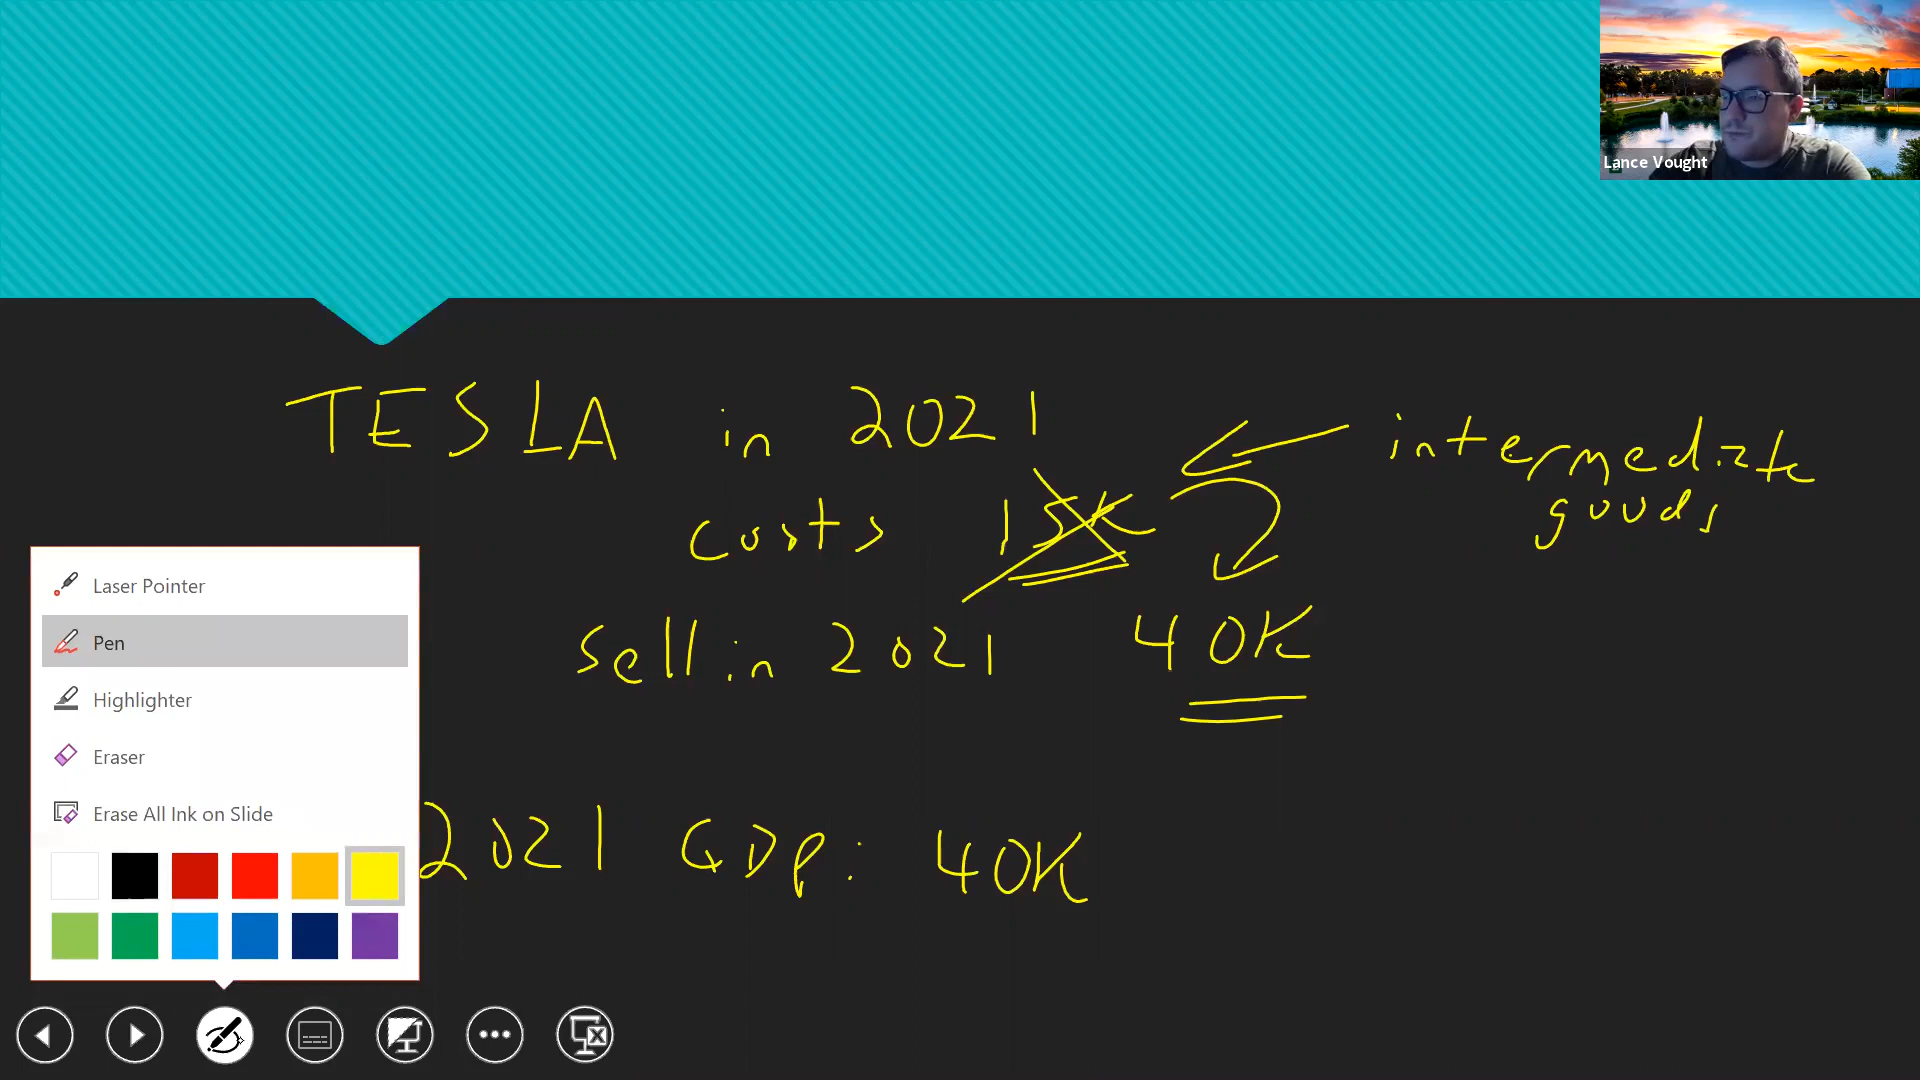 Lance Vought
TESLA in 2021
intermediate
goods
costs 15K
sell in 2021 40K
2021 GDP: 40K
Laser Pointer
Pen
Highlighter
Eraser
Erase All Ink on Slide